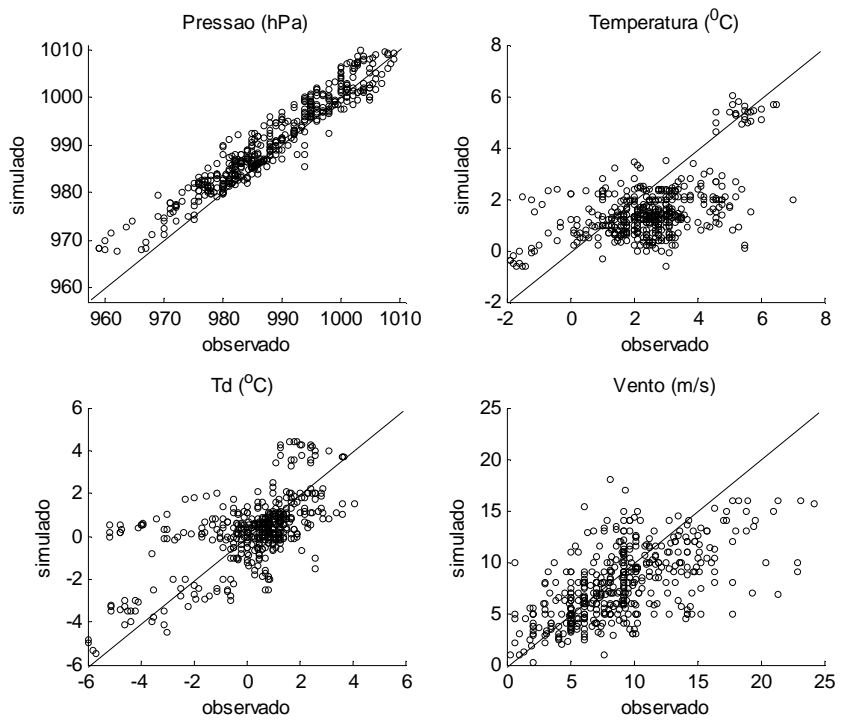 Pressao (hPa)
1010
1000
990
980
970
960
simulado
960 970 980 990 1000 1010
observado
Temperatura (⁰C)
8
6
4
2
0
-2
simulado
-2 0 2 4 6 8
observado
Td (⁰C)
6
4
2
0
-2
-4
-6
simulado
-6 -4 -2 0 2 4 6
observado
Vento (m/s)
25
20
15
10
5
0
simulado
0 5 10 15 20 25
observado